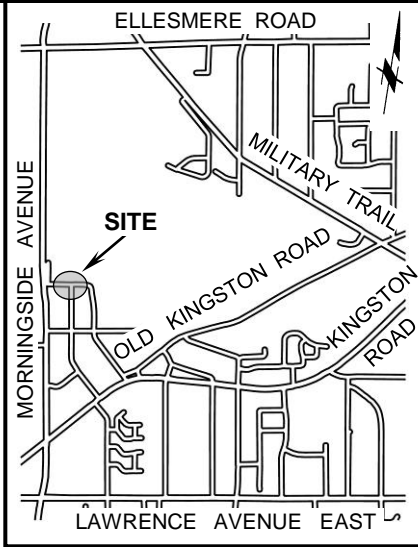 ELLESMERE ROAD
MILITARY TRAIL
MORNINGSIDE AVENUE
SITE
OLD KINGSTON ROAD
KINGSTON
ROAD
LAWRENCE AVENUE EAST